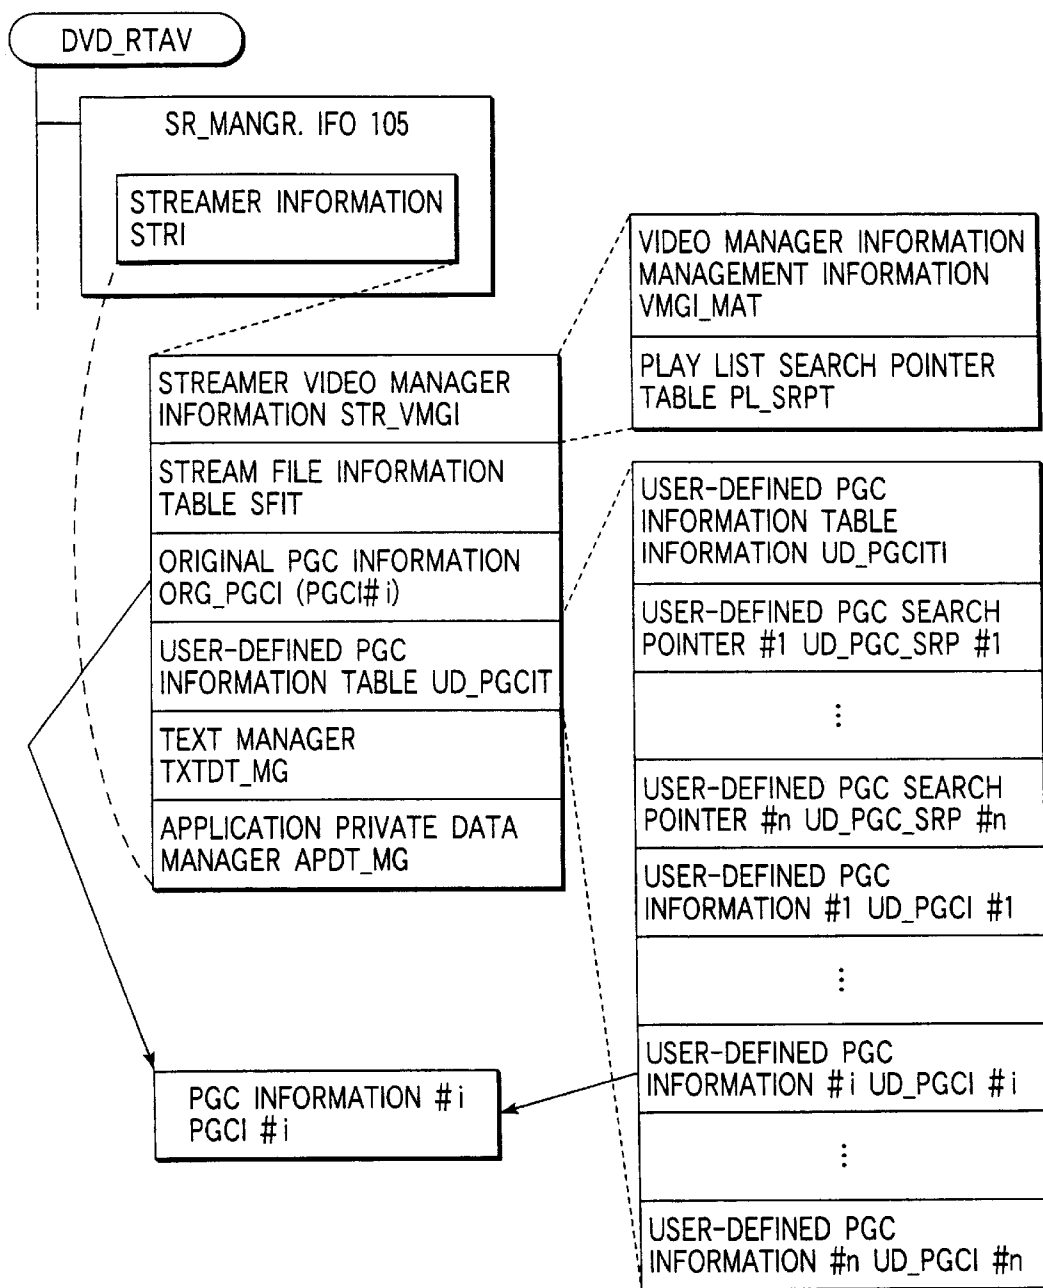 DVD_RTAV
SR_MANGR. IFO 105
STREAMER INFORMATION
STRI
STREAMER VIDEO MANAGER
INFORMATION STR_VMGI
STREAM FILE INFORMATION
TABLE SFIT
ORIGINAL PGC INFORMATION
ORG_PGCI (PGCI#i)
USER-DEFINED PGC
INFORMATION TABLE UD_PGCIT
TEXT MANAGER
TXTDT_MG
APPLICATION PRIVATE DATA
MANAGER APDT_MG
VIDEO MANAGER INFORMATION
MANAGEMENT INFORMATION
VMGI_MAT
PLAY LIST SEARCH POINTER
TABLE PL_SRPT
USER-DEFINED PGC
INFORMATION TABLE
INFORMATION UD_PGCITI
USER-DEFINED PGC SEARCH
POINTER #1 UD_PGC_SRP #1
⋮
USER-DEFINED PGC SEARCH
POINTER #n UD_PGC_SRP #n
USER-DEFINED PGC
INFORMATION #1 UD_PGCI #1
⋮
USER-DEFINED PGC
INFORMATION #i UD_PGCI #i
⋮
USER-DEFINED PGC
INFORMATION #n UD_PGCI #n
PGC INFORMATION #i
PGCI #i